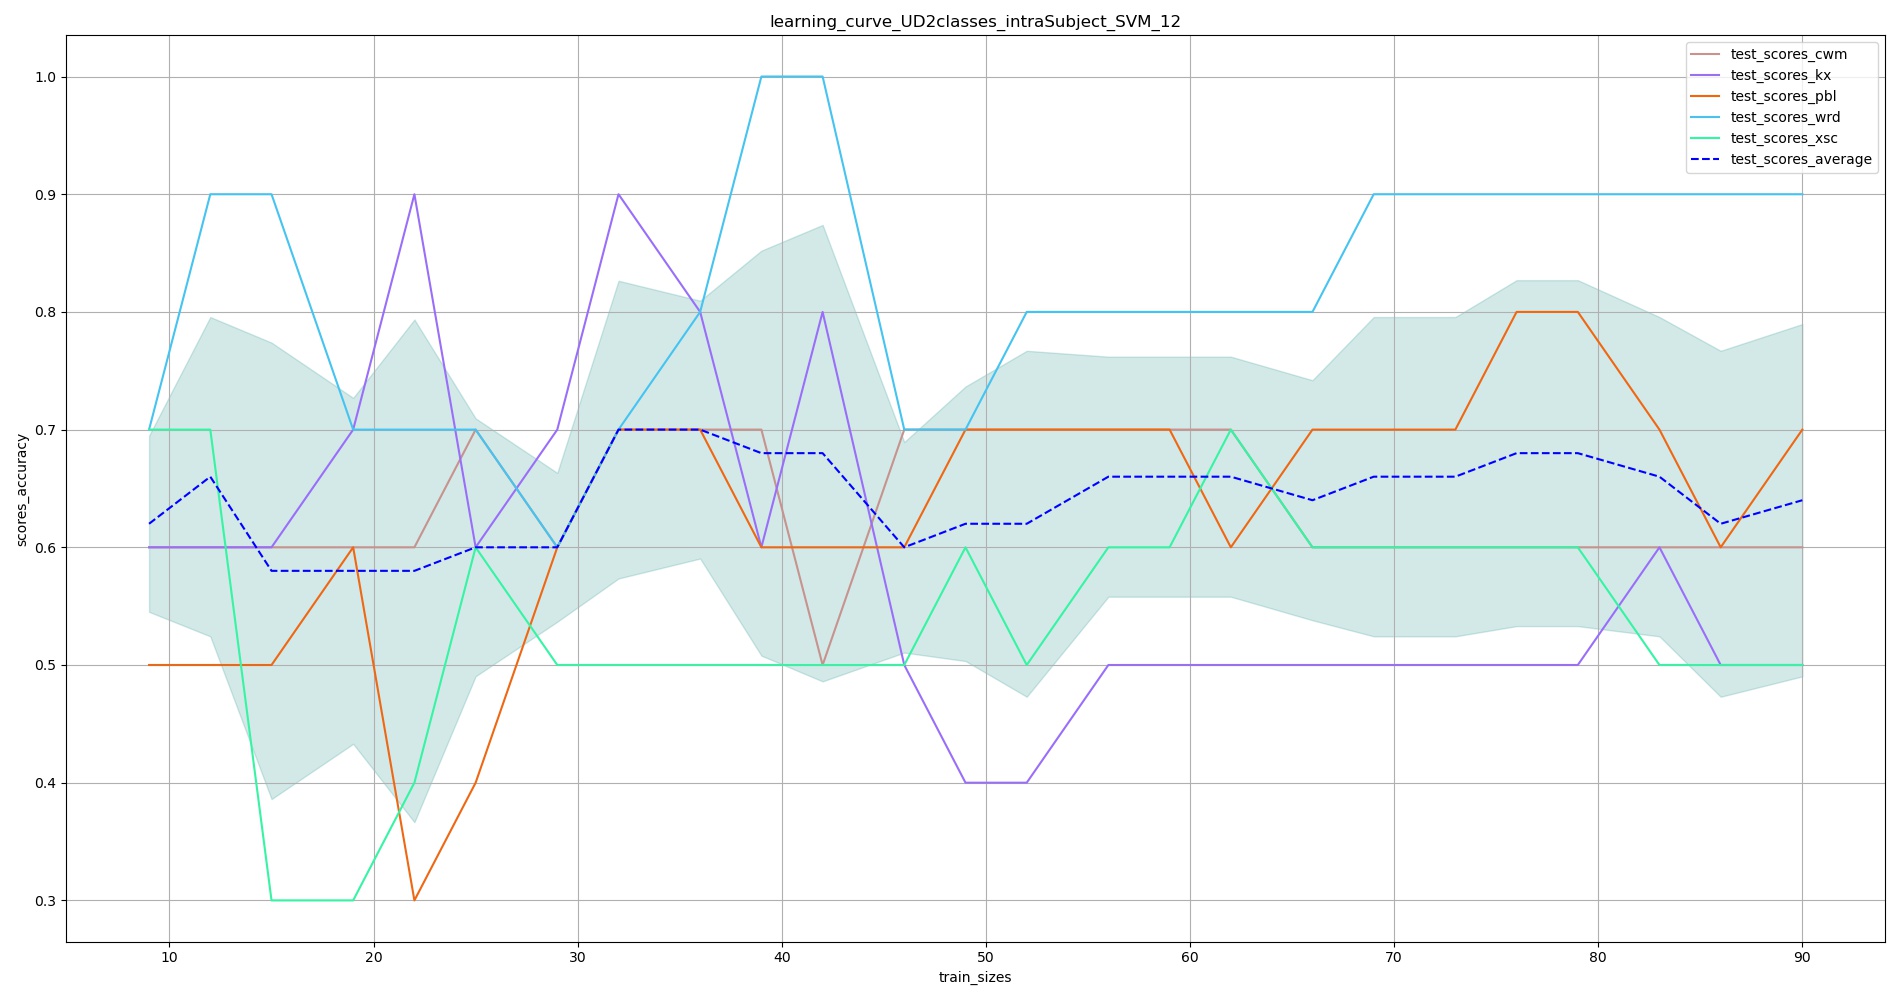 learning_curve_UD2classes_intraSubject_SVM_12
test_scores_cwm
test_scores_kx
test_scores_pbl
test_scores_wrd
test_scores_xsc
test_scores_average
scores_accuracy
1.0
0.9
0.8
0.7
0.6
0.5
0.4
0.3
10 20 30 40 50 60 70 80 90
train_sizes